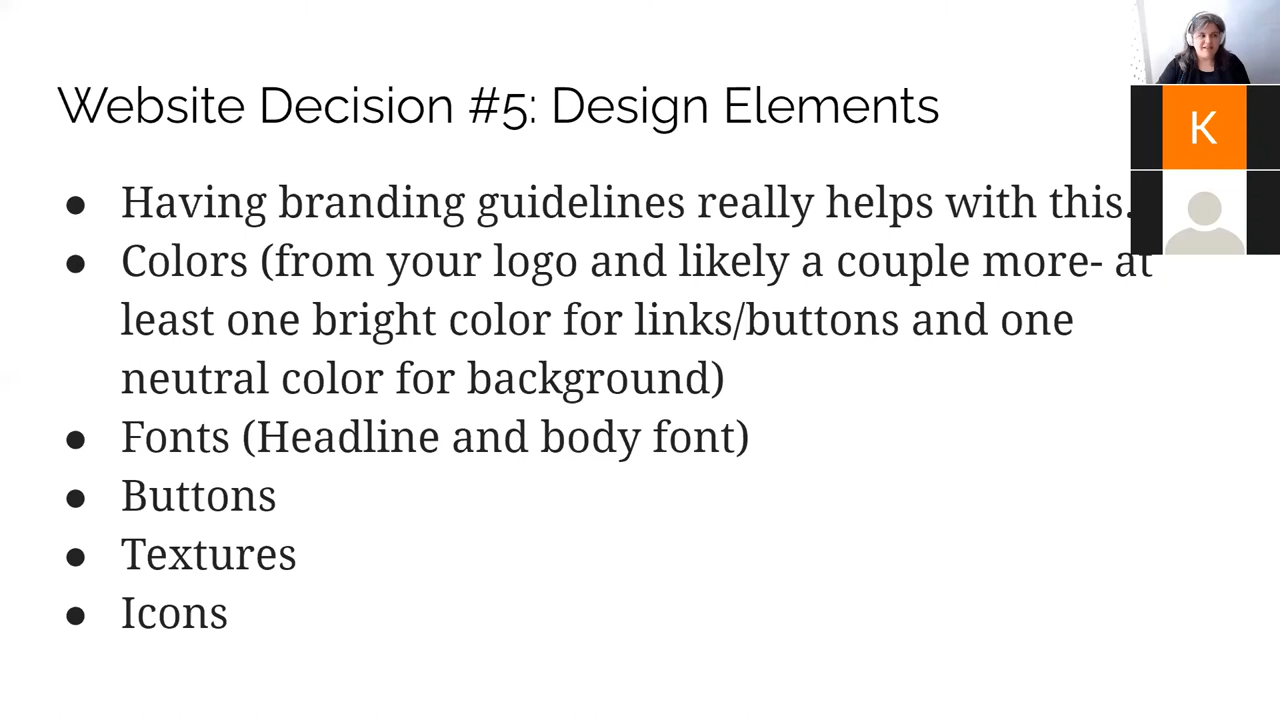 Website Decision #5: Design Elements
K
● Having branding guidelines really helps with this.
● Colors (from your logo and likely a couple more- at
least one bright color for links/buttons and one
neutral color for background)
● Fonts (Headline and body font)
● Buttons
● Textures
● Icons